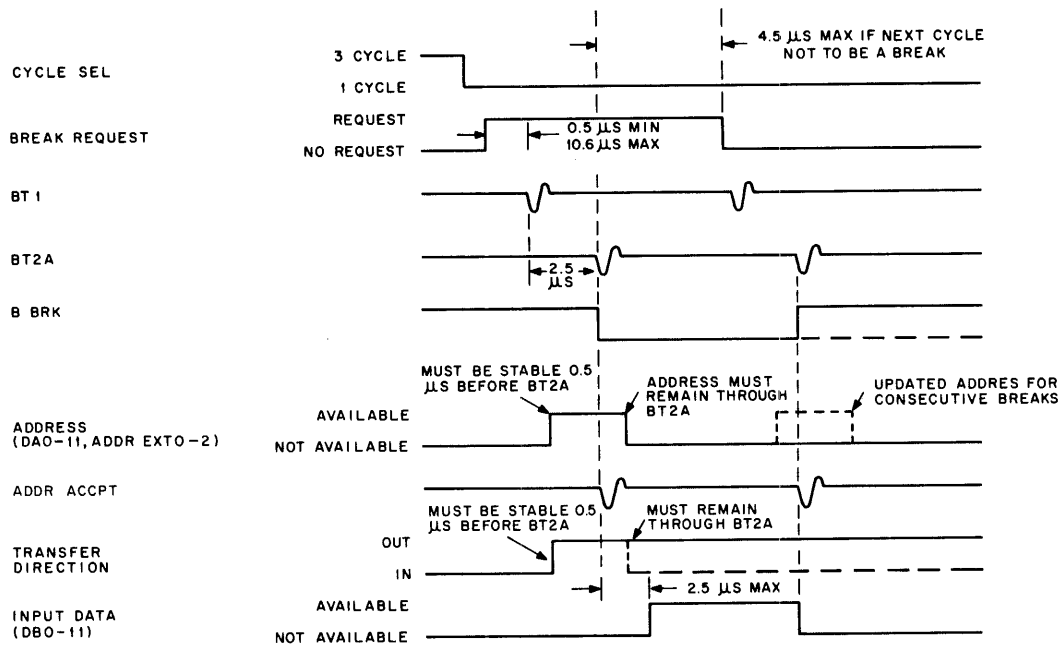 4.5 µS MAX IF NEXT CYCLE
NOT TO BE A BREAK
CYCLE SEL
3 CYCLE
1 CYCLE
BREAK REQUEST
REQUEST
NO REQUEST
0.5 µS MIN
10.6 µS MAX
BT 1
BT2A
2.5
µS
B BRK
MUST BE STABLE 0.5
µS BEFORE BT2A
ADDRESS MUST
REMAIN THROUGH
BT2A
UPDATED ADDRES FOR
CONSECUTIVE BREAKS
ADDRESS
(DA0-11, ADDR EXT0-2)
AVAILABLE
NOT AVAILABLE
ADDR ACCPT
MUST BE STABLE 0.5
µS BEFORE BT2A
MUST REMAIN
THROUGH BT2A
TRANSFER
DIRECTION
OUT
IN
2.5 µS MAX
INPUT DATA
(DB0-11)
AVAILABLE
NOT AVAILABLE